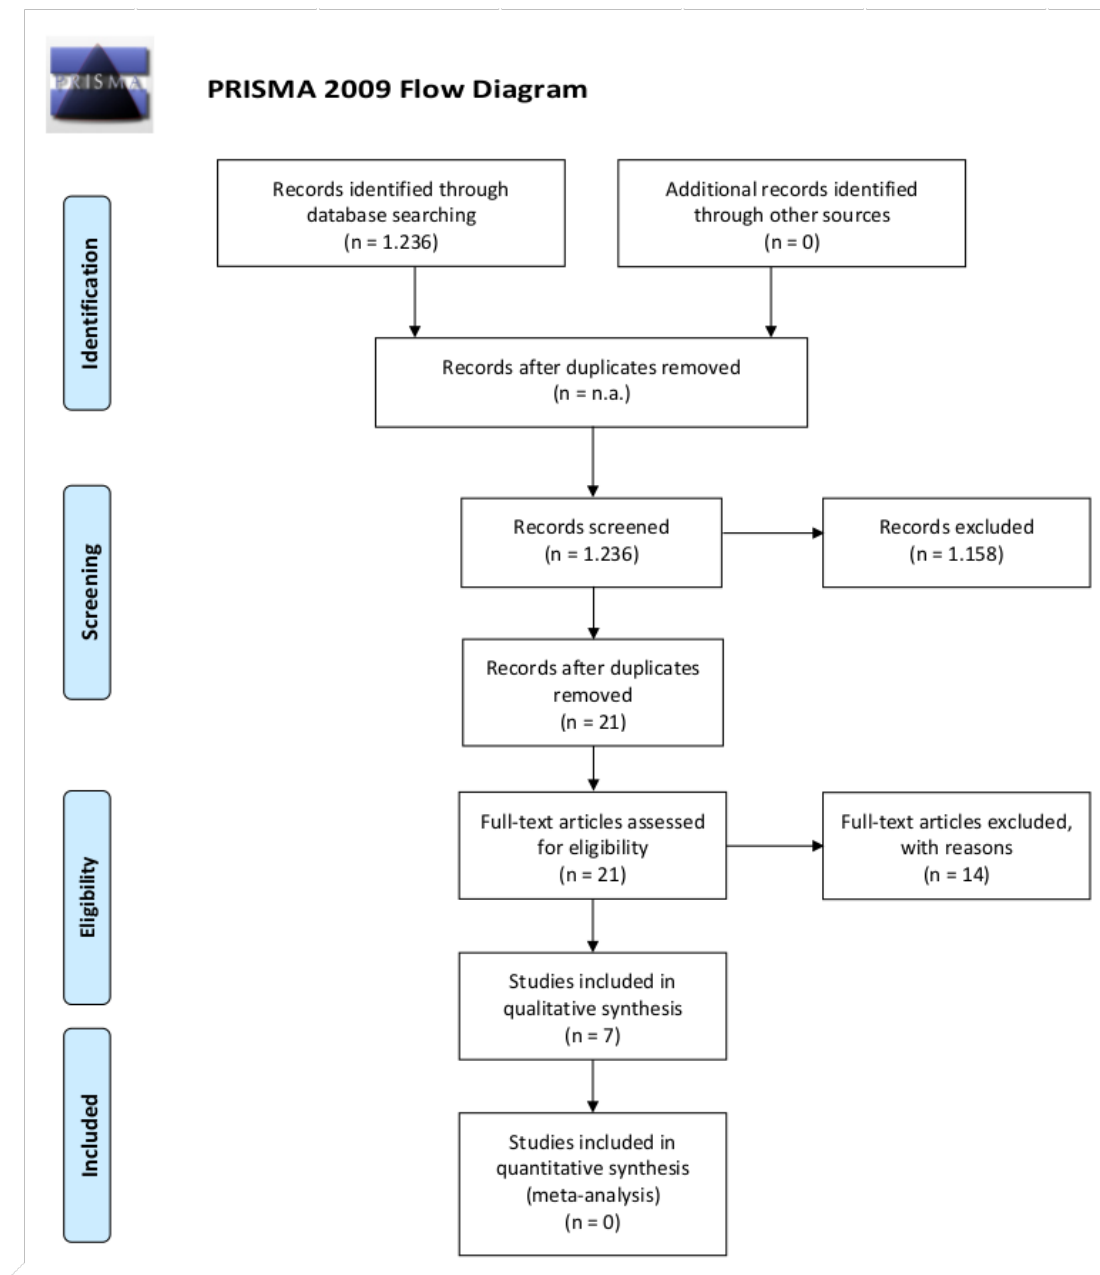 PRISMA
PRISMA 2009 Flow Diagram
Identification
Records identified through
database searching
(n = 1.236)
Additional records identified
through other sources
(n = 0)
Records after duplicates removed
(n = n.a.)
Screening
Records screened
(n = 1.236)
Records excluded
(n = 1.158)
Records after duplicates
removed
(n = 21)
Eligibility
Full-text articles assessed
for eligibility
(n = 21)
Full-text articles excluded,
with reasons
(n = 14)
Studies included in
qualitative synthesis
(n = 7)
Included
Studies included in
quantitative synthesis
(meta-analysis)
(n = 0)